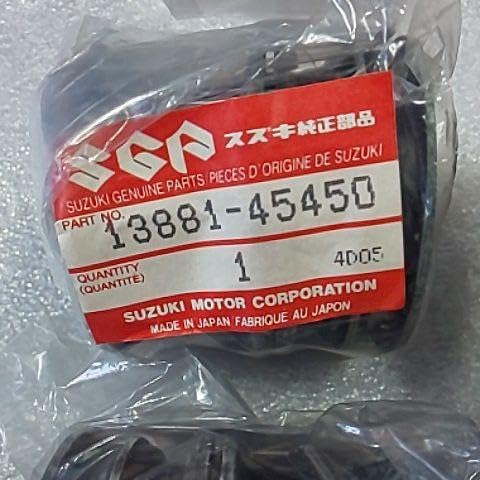 SGP スズキ純正部品
SUZUKI GENUINE PARTS/PIECES D'ORIGINE DE SUZUKI
PART NO.
13881-45450
QUANTITY 1 4D05
(QUANTITÉ)
SUZUKI MOTOR CORPORATION
MADE IN JAPAN/FABRIQUE AU JAPON